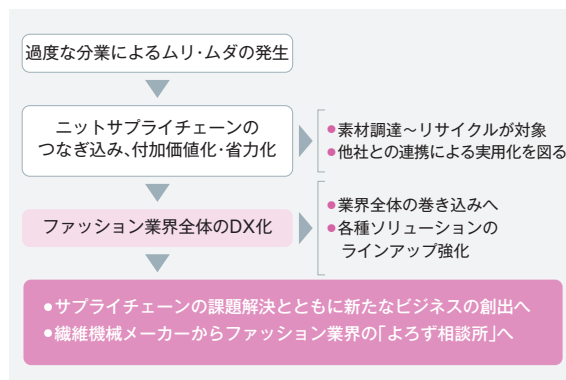 過度な分業によるムリ・ムダの発生
ニットサプライチェーンの
つなぎ込み、付加価値化・省力化
●素材調達～リサイクルが対象
●他社との連携による実用化を図る
ファッション業界全体のDX化
●業界全体の巻き込みへ
●各種ソリューションの
ラインアップ強化
●サプライチェーンの課題解決とともに新たなビジネスの創出へ
●繊維機械メーカーからファッション業界の「よろず相談所」へ